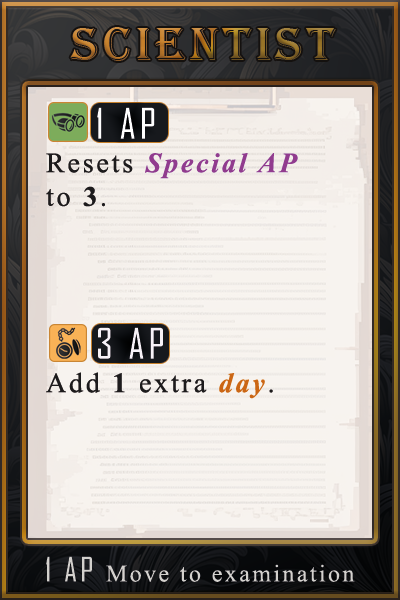 SCIENTIST
1 AP
Resets Special AP
to 3.
3 AP
Add 1 extra day.
1 AP Move to examination